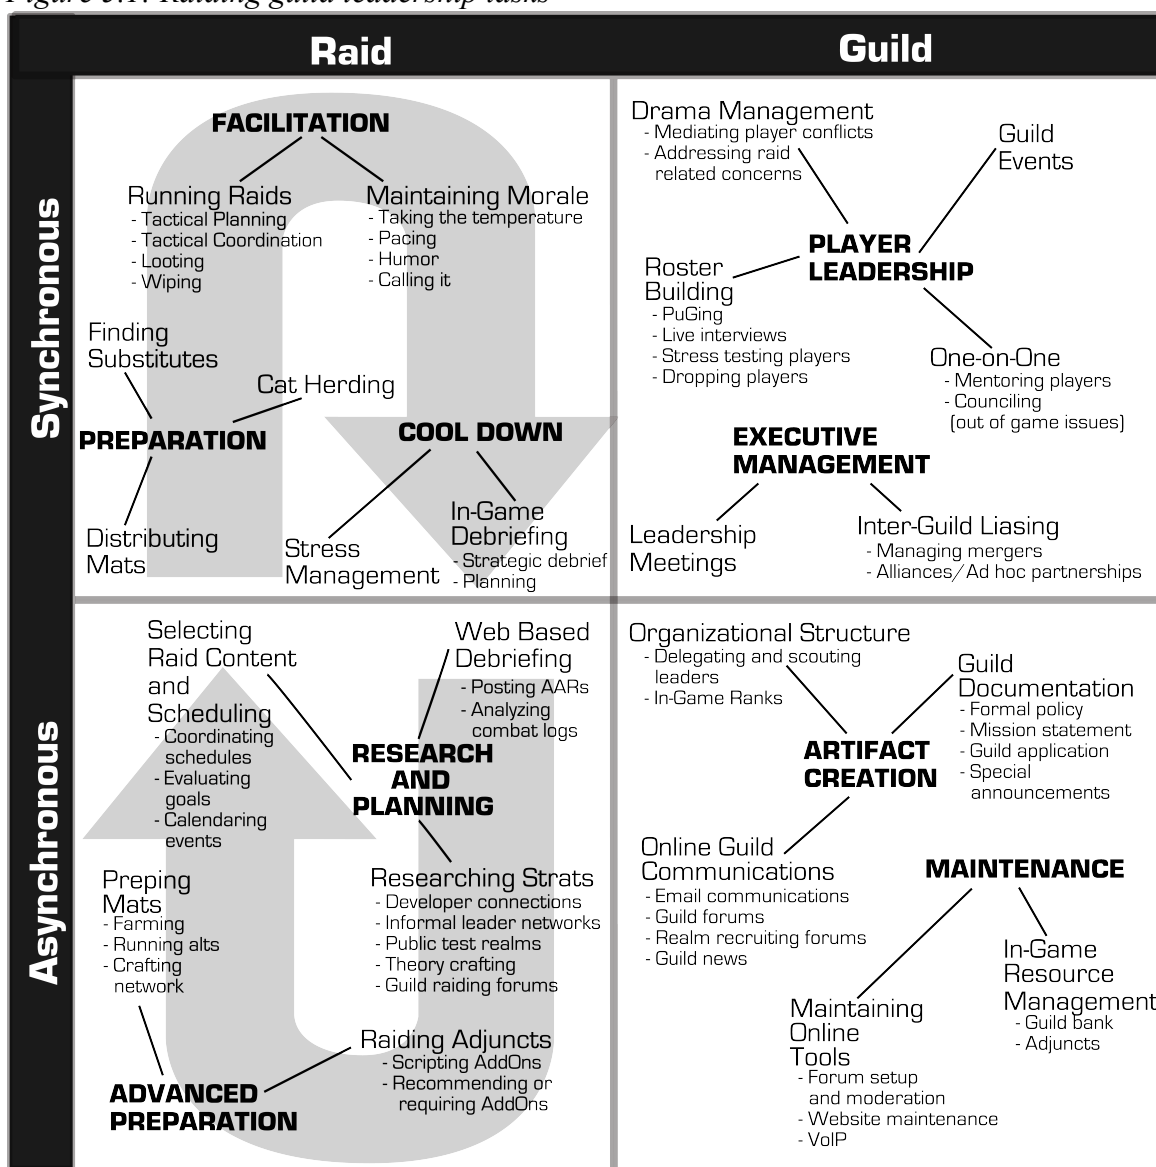 Figure 3.1: Raiding guild leadership tasks
Raid
Guild
Synchronous
FACILITATION
Running Raids
- Tactical Planning
- Tactical Coordination
- Looting
- Wiping
Maintaining Morale
- Taking the temperature
- Pacing
- Humor
- Calling it
Finding
Substitutes
Cat Herding
PREPARATION
Distributing
Mats
COOL DOWN
Stress
Management
In-Game
Debriefing
- Strategic debrief
- Planning
Drama Management
- Mediating player conflicts
- Addressing raid
related concerns
Guild
Events
PLAYER
LEADERSHIP
Roster
Building
- PuGing
- Live interviews
- Stress testing players
- Dropping players
One-on-One
- Mentoring players
- Counciling
(out of game issues)
EXECUTIVE
MANAGEMENT
Leadership
Meetings
Inter-Guild Liasing
- Managing mergers
- Alliances/Ad hoc partnerships
Asynchronous
Selecting
Raid Content
and
Scheduling
- Coordinating
schedules
- Evaluating
goals
- Calendaring
events
Web Based
Debriefing
- Posting AARs
- Analyzing
combat logs
RESEARCH
AND
PLANNING
Preping
Mats
- Farming
- Running alts
- Crafting
network
Researching Strats
- Developer connections
- Informal leader networks
- Public test realms
- Theory crafting
- Guild raiding forums
Raiding Adjuncts
- Scripting AddOns
- Recommending or
requiring AddOns
ADVANCED
PREPARATION
Organizational Structure
- Delegating and scouting
leaders
- In-Game Ranks
Guild
Documentation
- Formal policy
- Mission statement
- Guild application
- Special
announcements
ARTIFACT
CREATION
Online Guild
Communications
- Email communications
- Guild forums
- Realm recruiting forums
- Guild news
MAINTENANCE
Maintaining
Online
Tools
- Forum setup
and moderation
- Website maintenance
- VoIP
In-Game
Resource
Management
- Guild bank
- Adjuncts